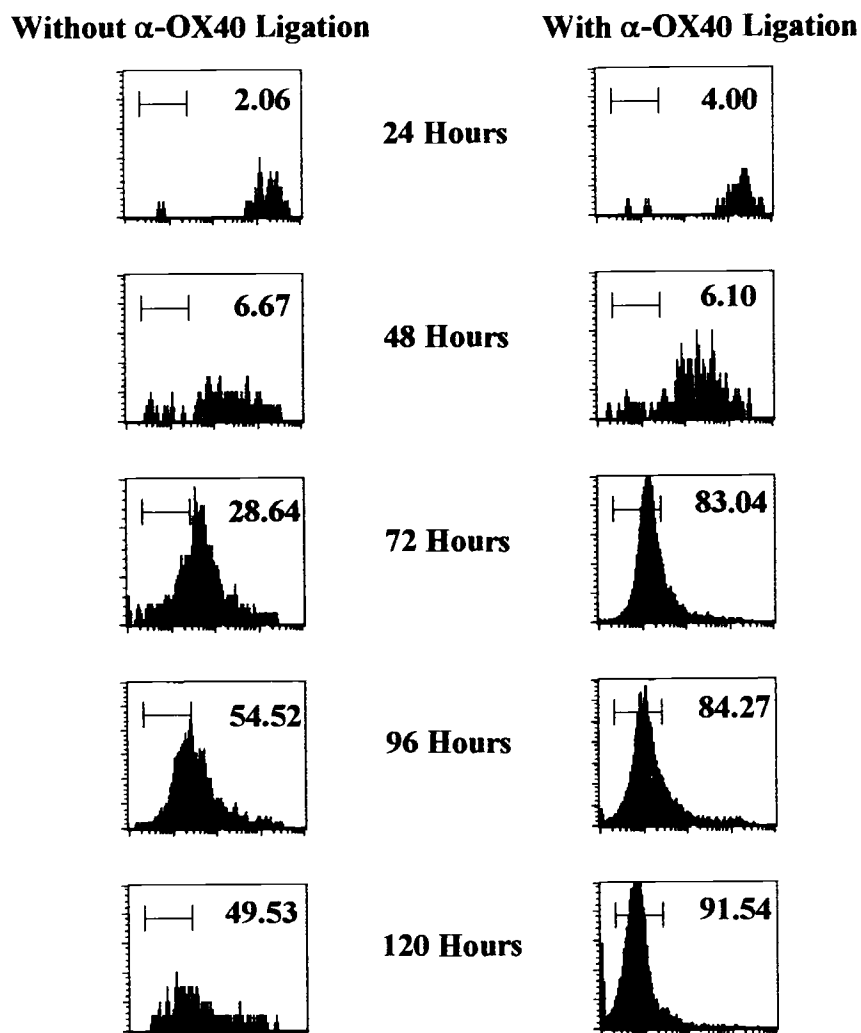 Without α-OX40 Ligation
With α-OX40 Ligation
2.06
24 Hours
4.00
6.67
48 Hours
6.10
28.64
72 Hours
83.04
54.52
96 Hours
84.27
49.53
120 Hours
91.54